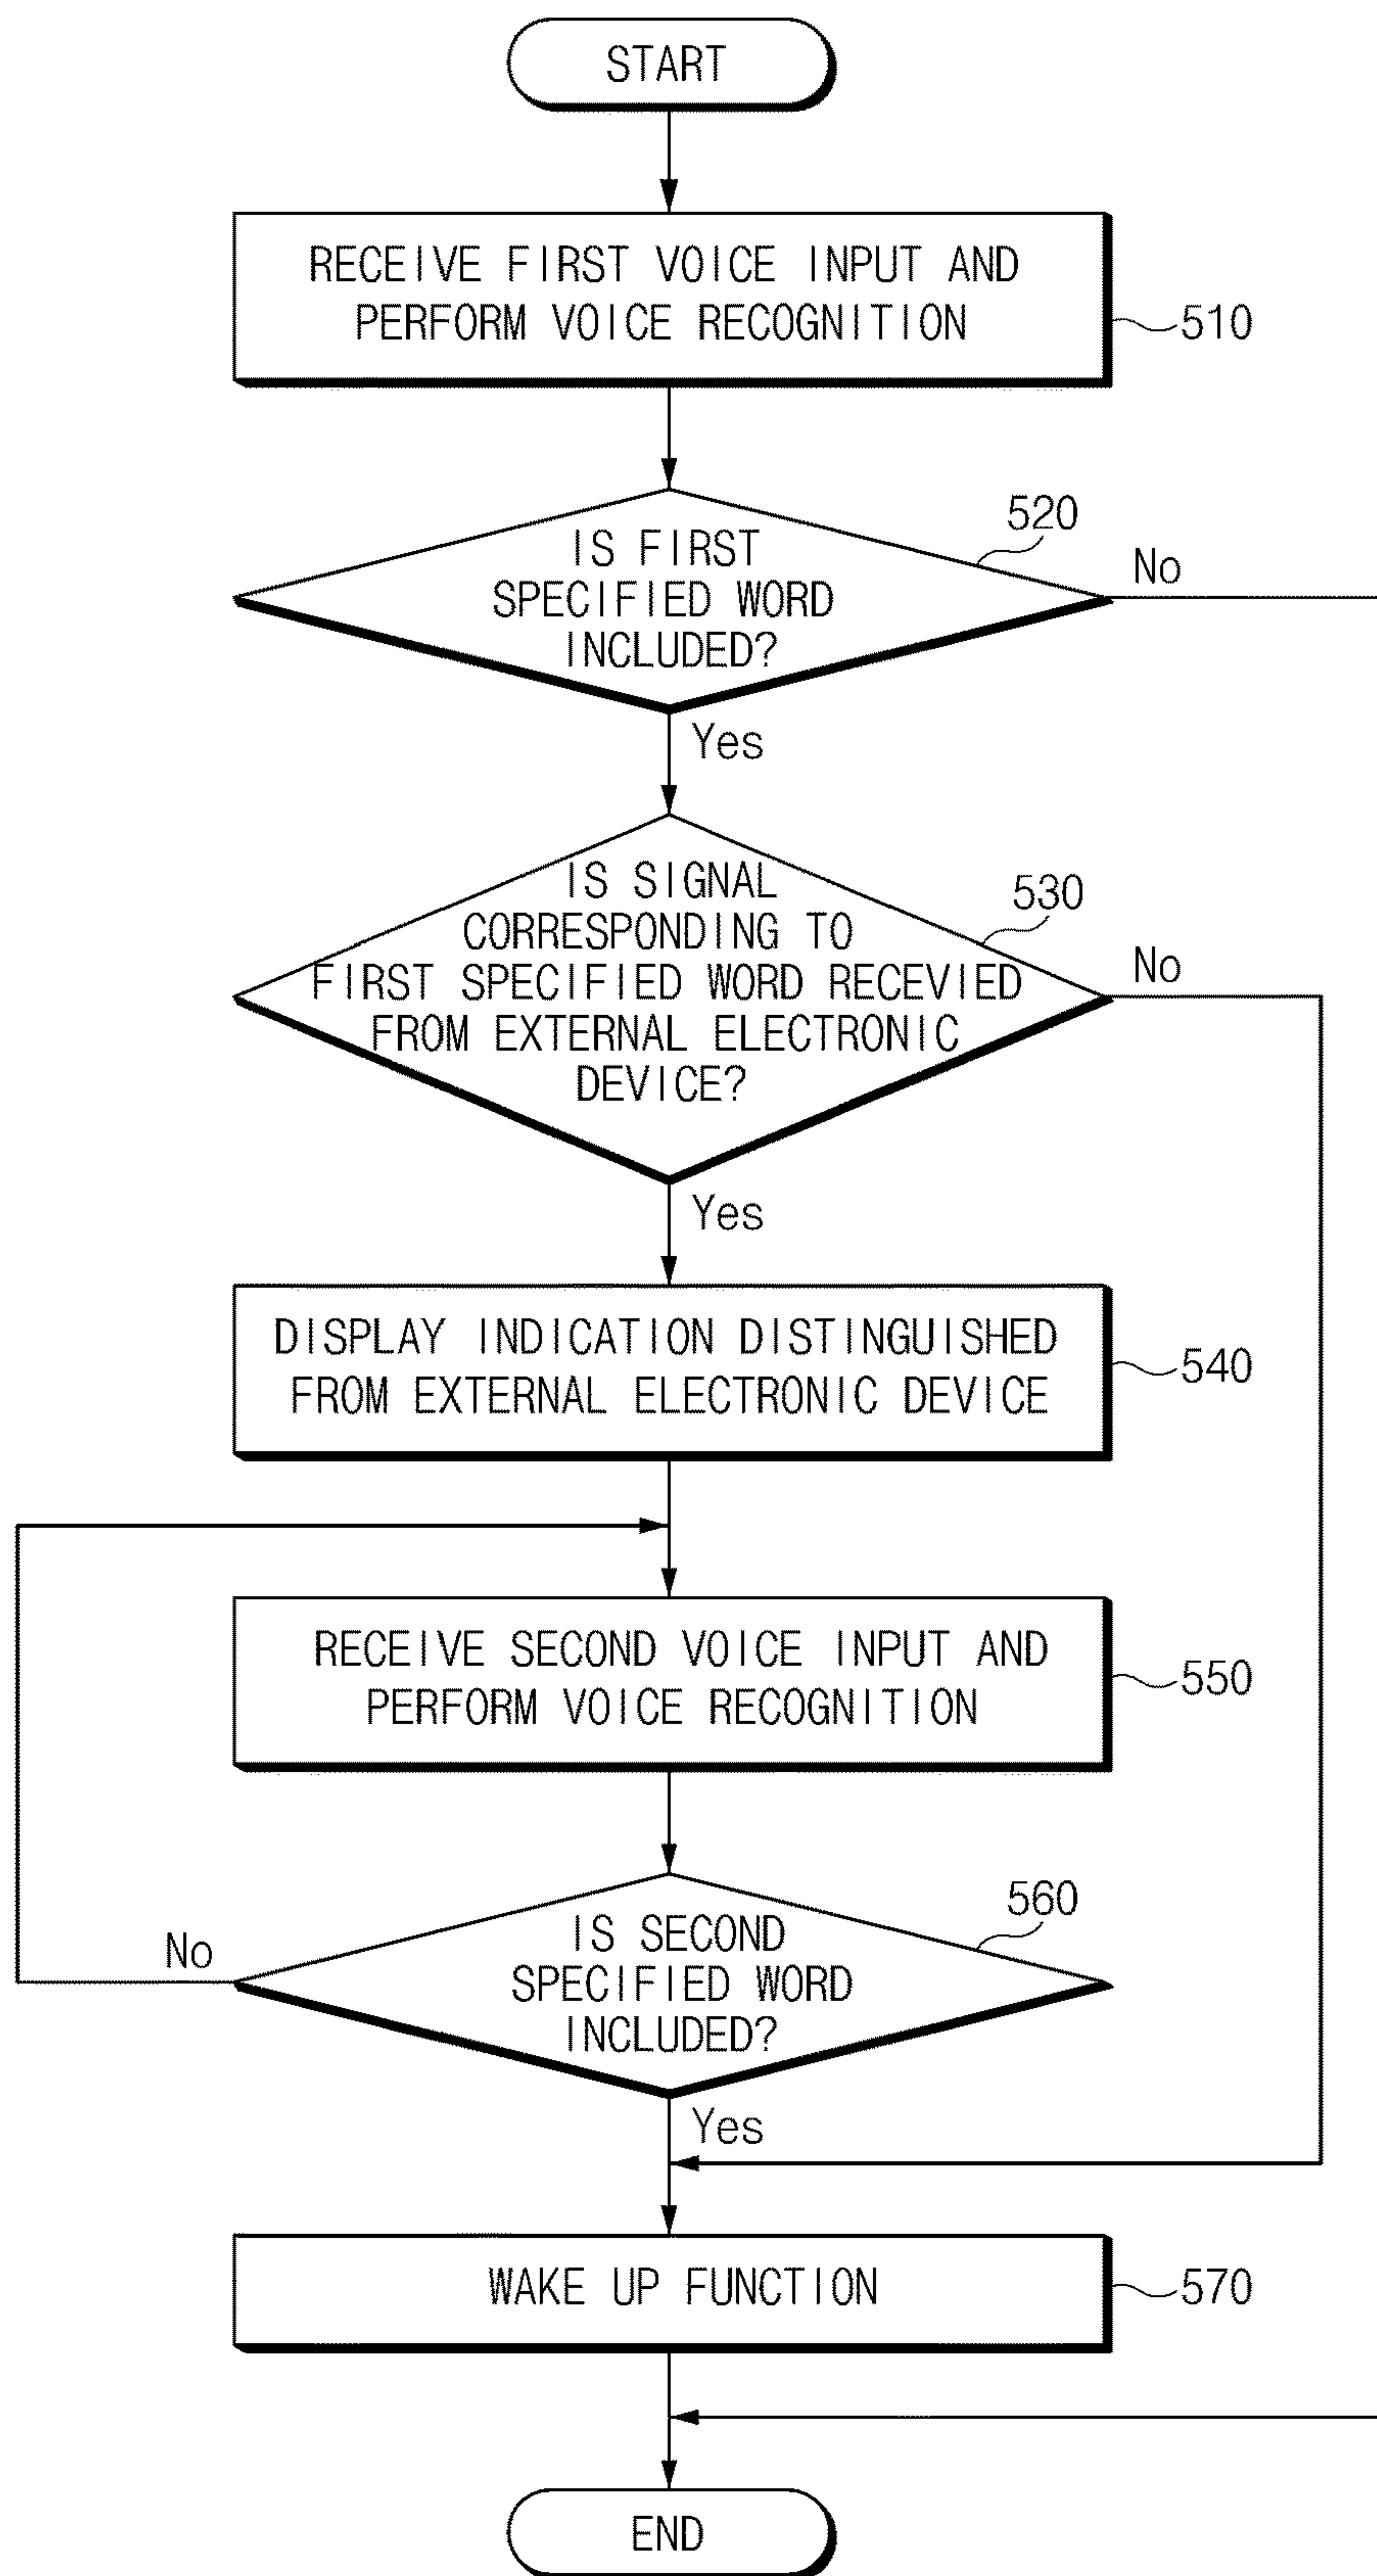 START
RECEIVE FIRST VOICE INPUT AND
PERFORM VOICE RECOGNITION
510
520
IS FIRST
SPECIFIED WORD
INCLUDED?
No
Yes
530
IS SIGNAL
CORRESPONDING TO
FIRST SPECIFIED WORD RECEVIED
FROM EXTERNAL ELECTRONIC
DEVICE?
No
Yes
DISPLAY INDICATION DISTINGUISHED
FROM EXTERNAL ELECTRONIC DEVICE
540
RECEIVE SECOND VOICE INPUT AND
PERFORM VOICE RECOGNITION
550
560
IS SECOND
SPECIFIED WORD
INCLUDED?
No
Yes
WAKE UP FUNCTION
570
END